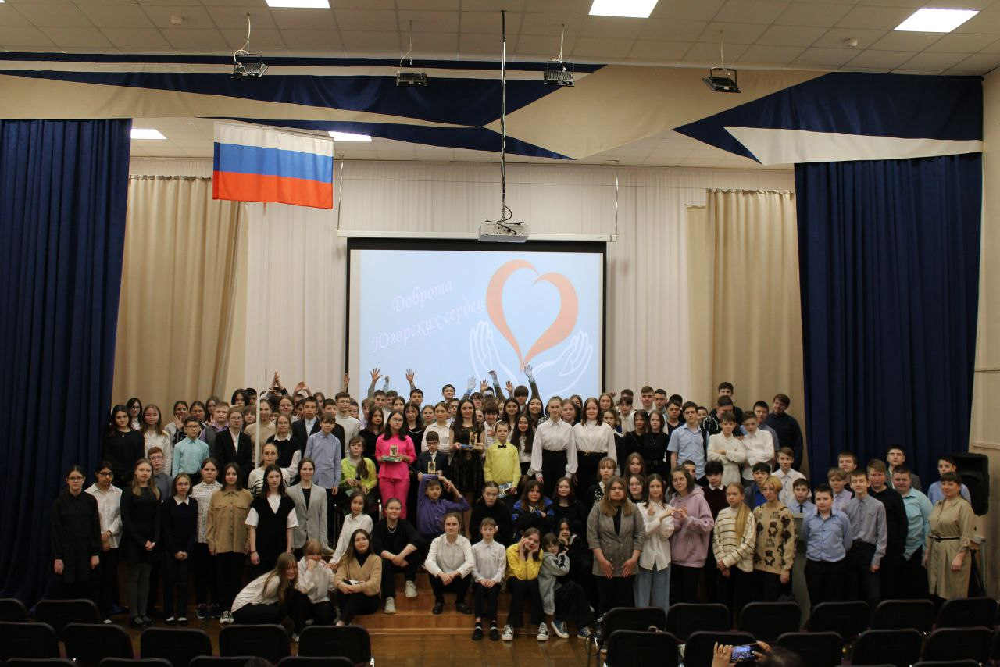 Доброта
Югорских сердец